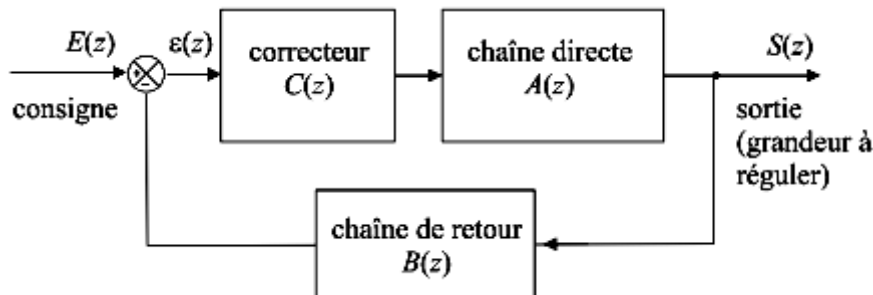 E(z)
ε(z)
consigne
correcteur
C(z)
chaîne directe
A(z)
S(z)
sortie
(grandeur à
réguler)
chaîne de retour
B(z)